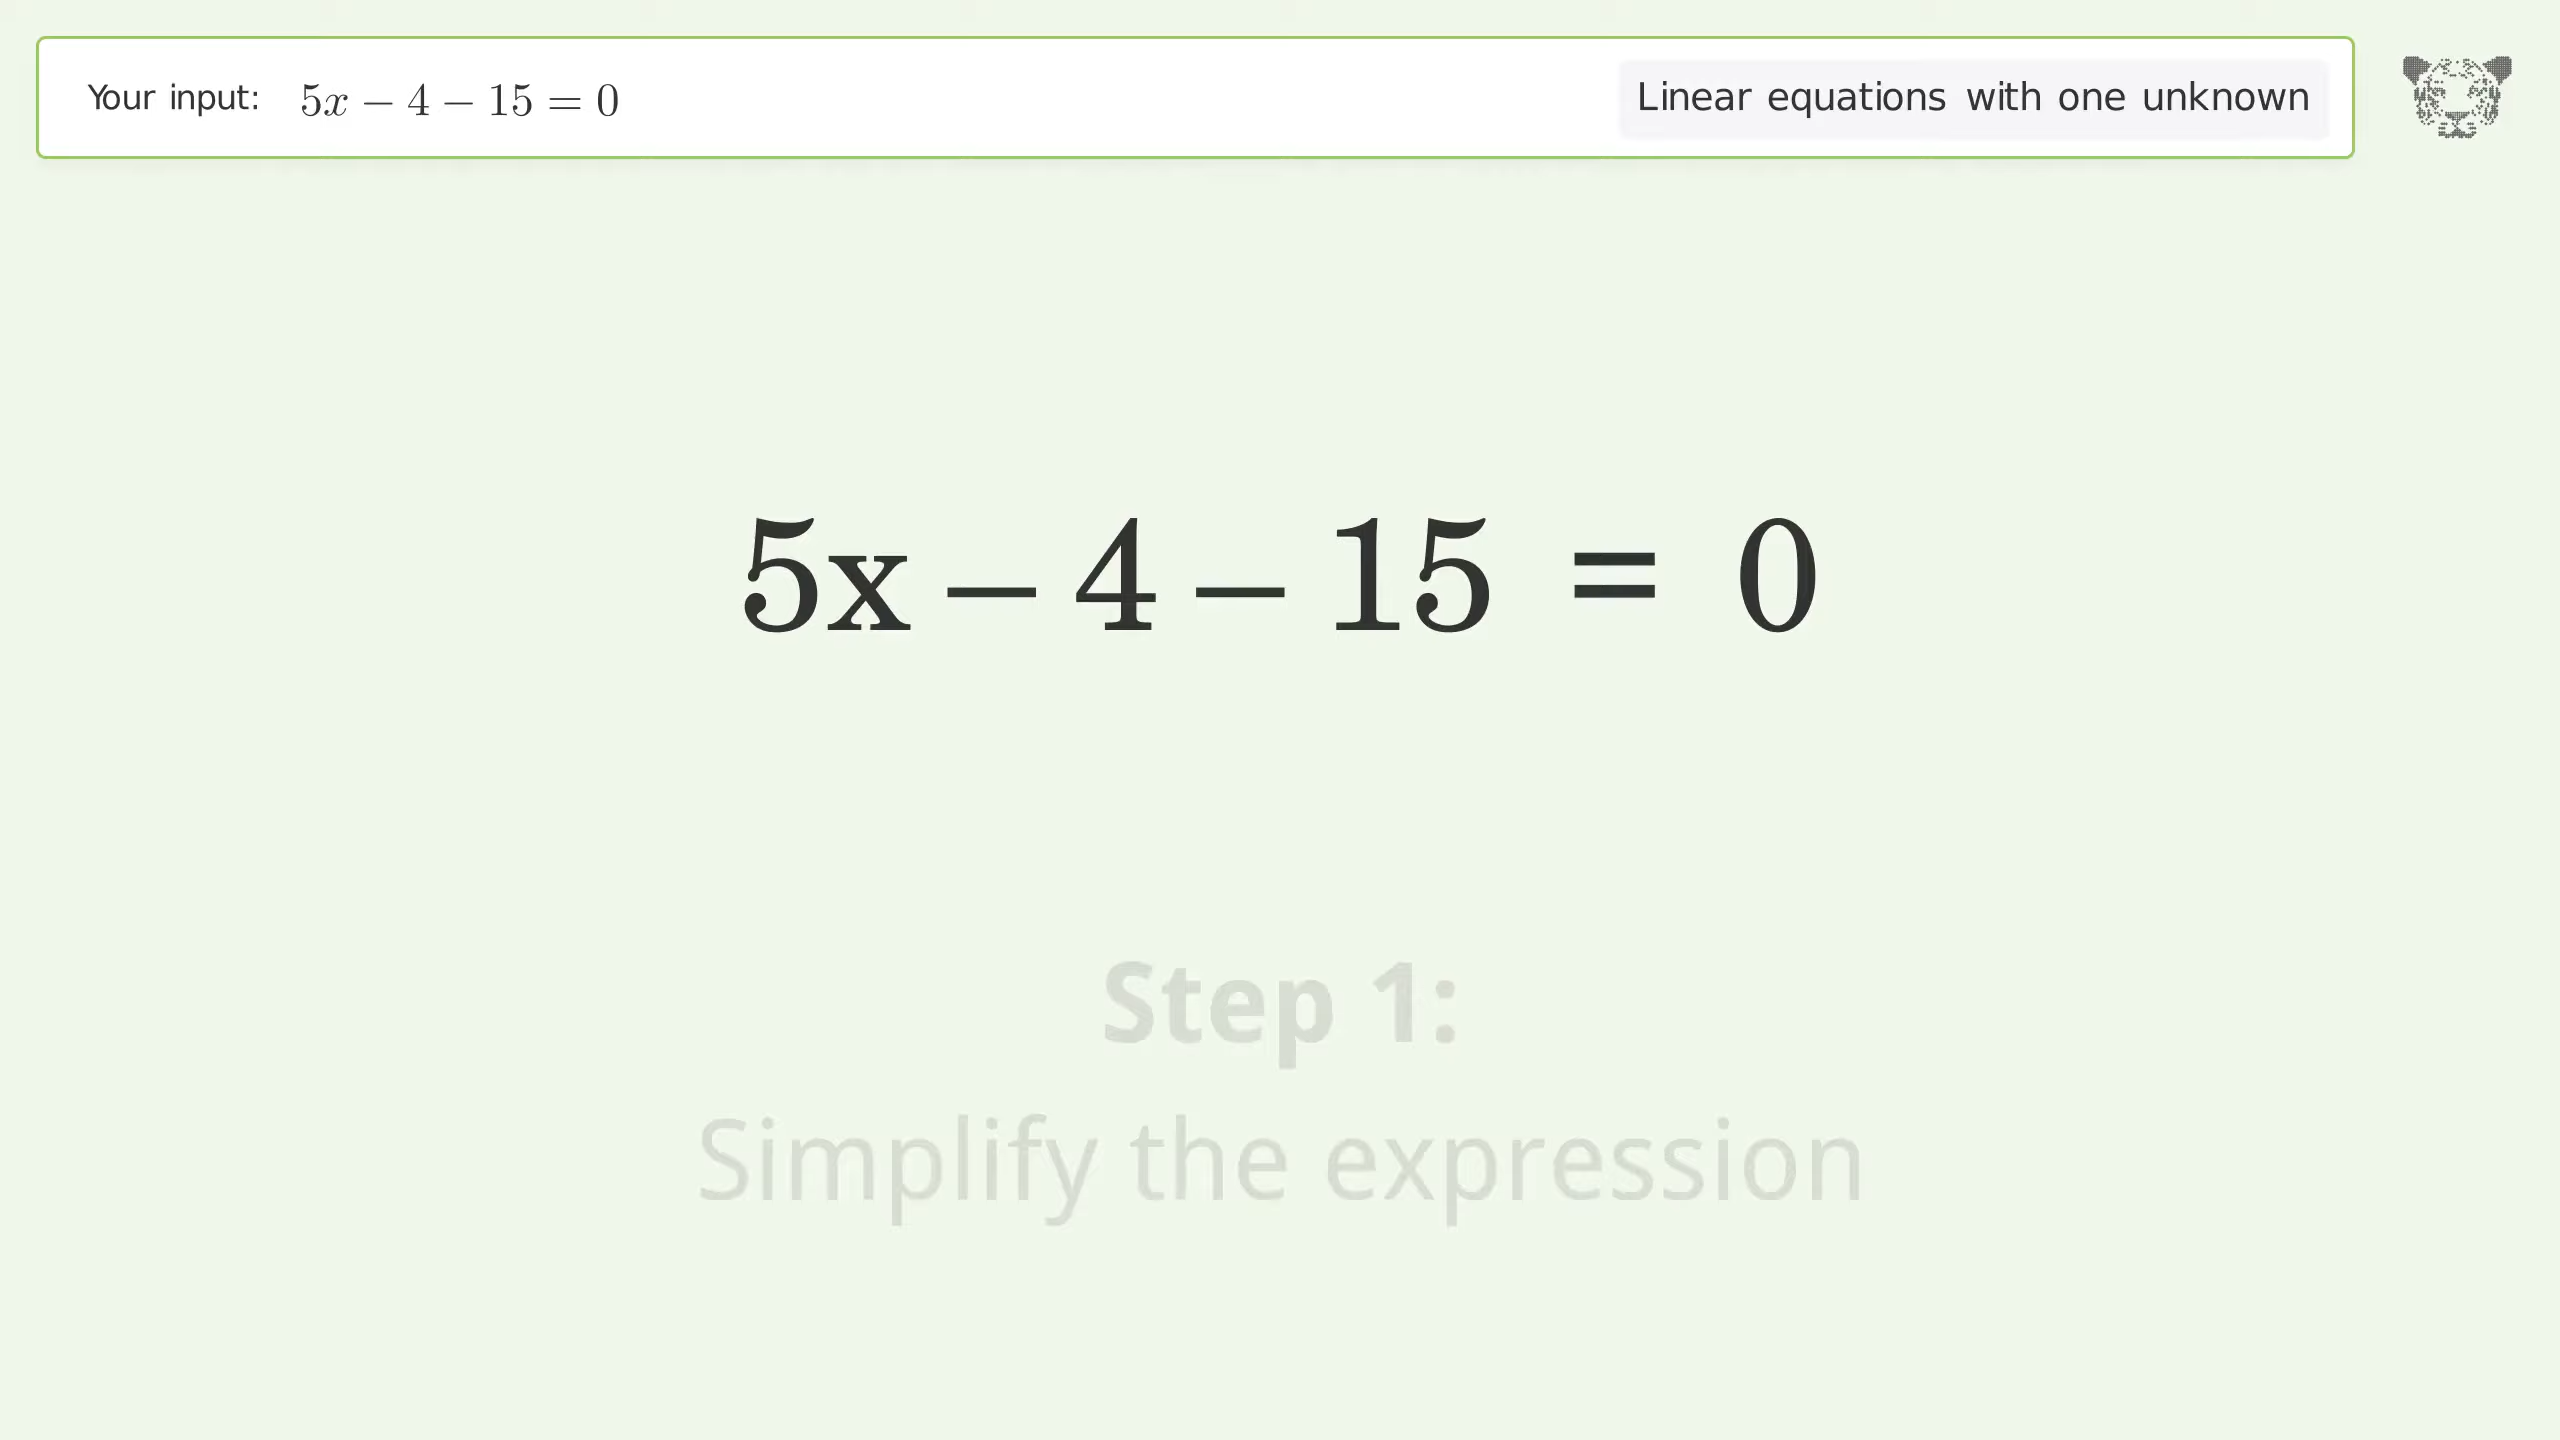 Your input: 5x − 4 − 15 = 0
Linear equations with one unknown
5x – 4 – 15 = 0
Step 1:
Simplify the expression